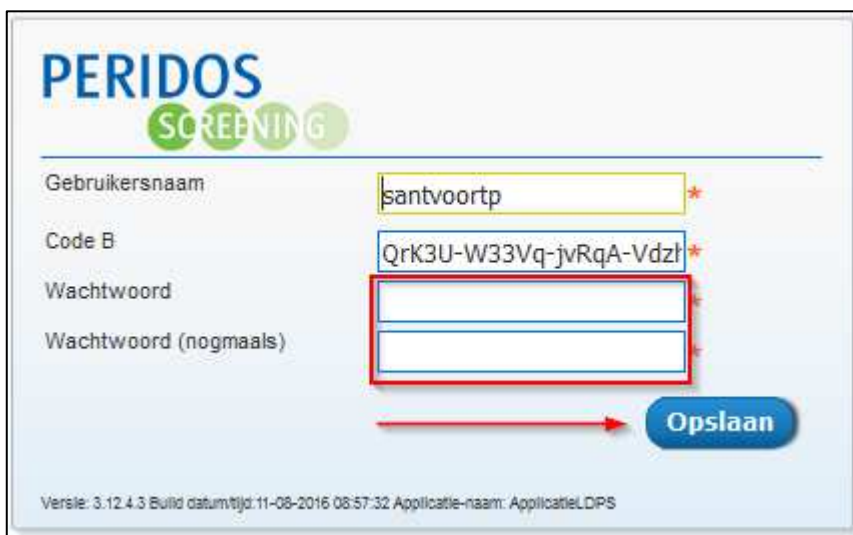 PERIDOS
SCREENING
Gebruikersnaam santvoortp *
Code B QrK3U-W33Vq-jvRqA-Vdzh *
Wachtwoord *
Wachtwoord (nogmaals) *
Opslaan
Versie: 3.12.4.3 Build datum/tijd:11-08-2016 08:57:32 Applicatie-naam: ApplicatieLDPS